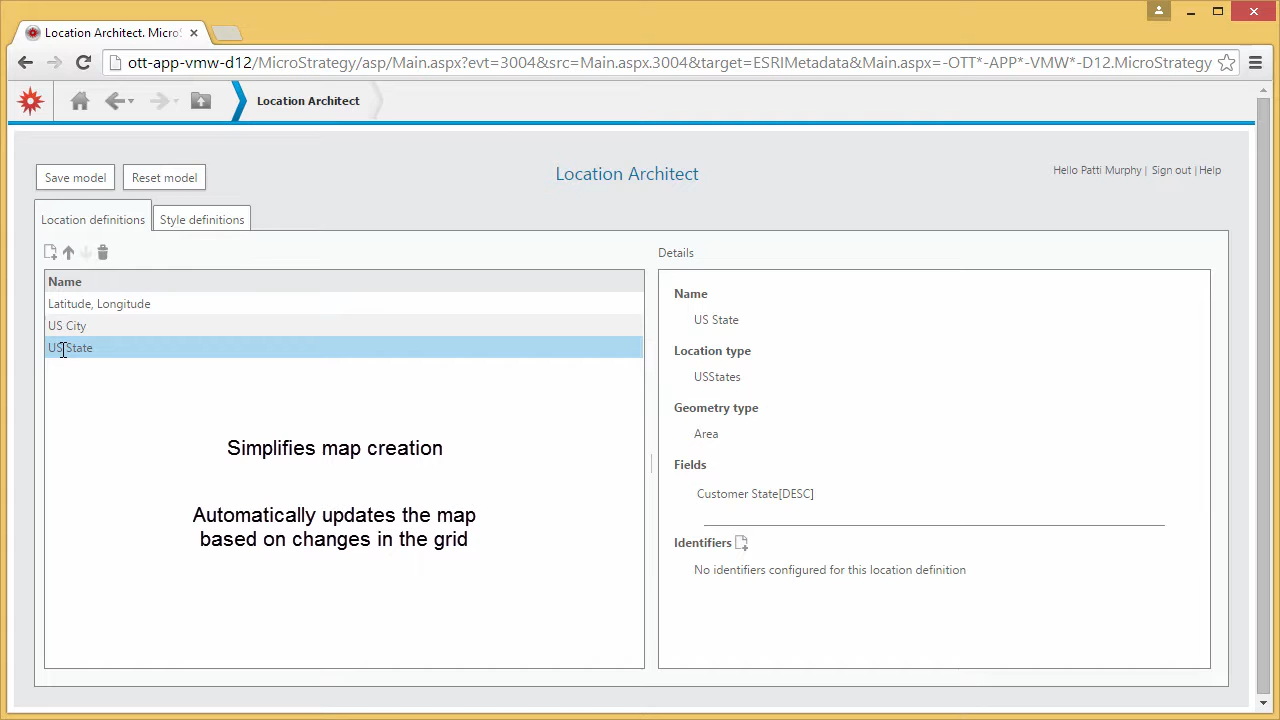 Location Architect. MicroS
ott-app-vmw-d12/MicroStrategy/asp/Main.aspx?evt=3004&src=Main.aspx.3004&target=ESRIMetadata&Main.aspx=-OTT*-APP*-VMW*-D12.MicroStrategy
Location Architect
Save model
Reset model
Location Architect
Hello Patti Murphy | Sign out | Help
Location definitions
Style definitions
Name
Latitude, Longitude
US City
US State
Simplifies map creation
Automatically updates the map
based on changes in the grid
Details
Name
US State
Location type
USStates
Geometry type
Area
Fields
Customer State[DESC]
Identifiers
No identifiers configured for this location definition